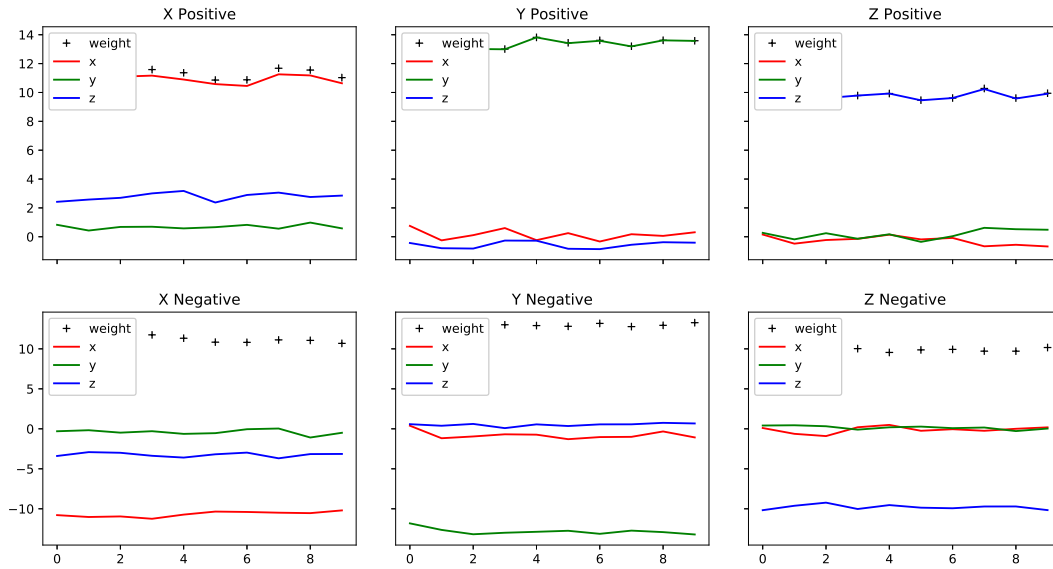 X Positive
14
12
10
8
6
4
2
0
weight
x
y
z
Y Positive
weight
x
y
z
Z Positive
weight
x
y
z
X Negative
10
5
0
−5
−10
weight
x
y
z
0 2 4 6 8
Y Negative
weight
x
y
z
0 2 4 6 8
Z Negative
weight
x
y
z
0 2 4 6 8